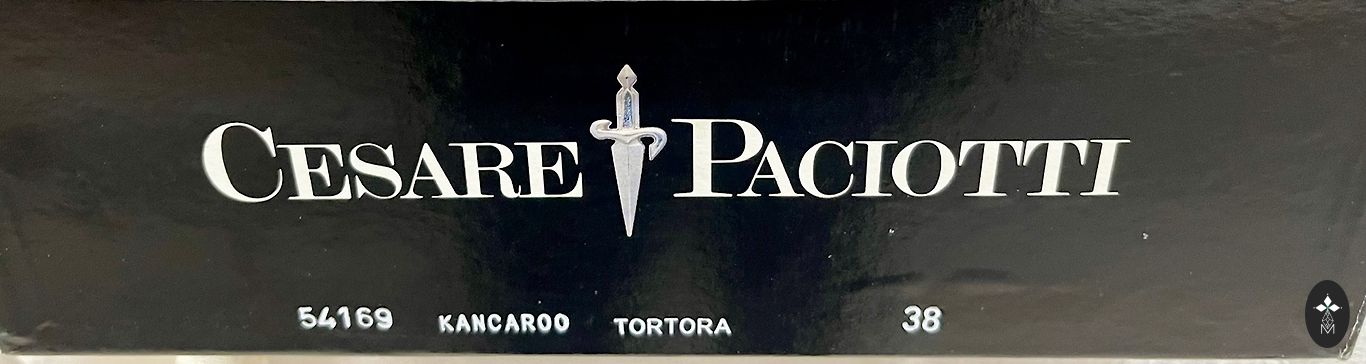 CESARE PACIOTTI
54169 KANCAROO TORTORA 38
M